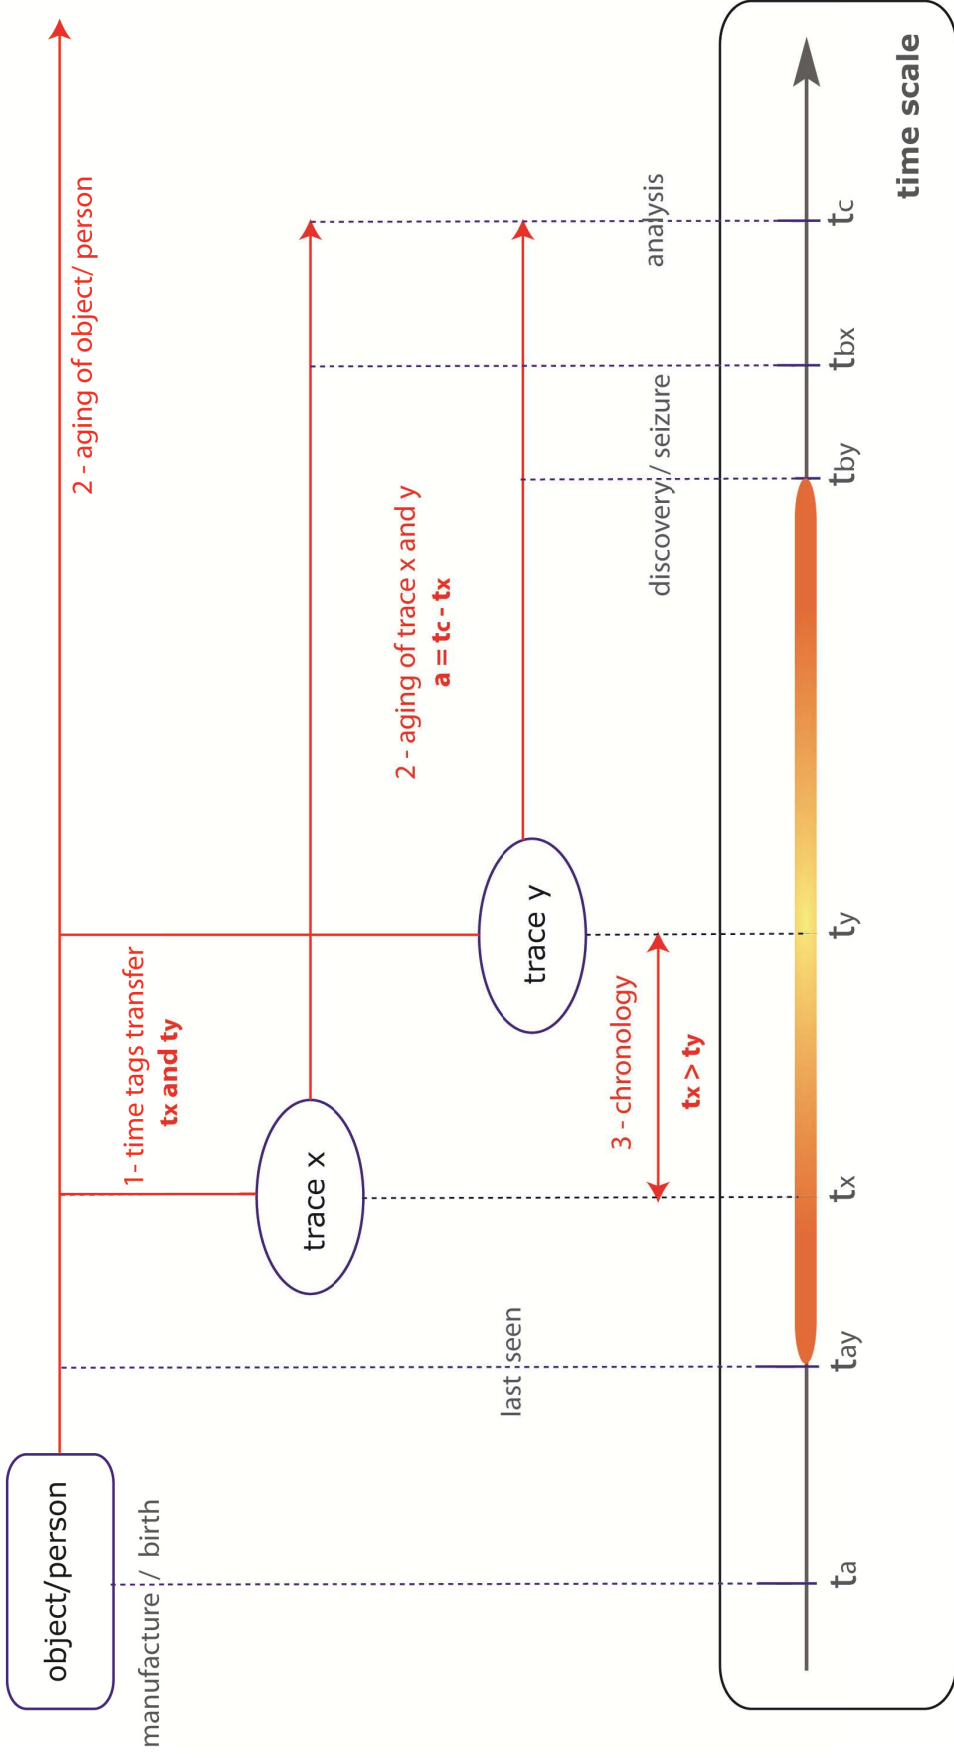 object/person
manufacture / birth
2 - aging of object/ person
1- time tags transfer
tx and ty
trace x
2 - aging of trace x and y
a = tc - tx
trace y
last seen
3 - chronology
tx > ty
discovery / seizure
analysis
ta
tay
tx
ty
tby
tbx
tc
time scale